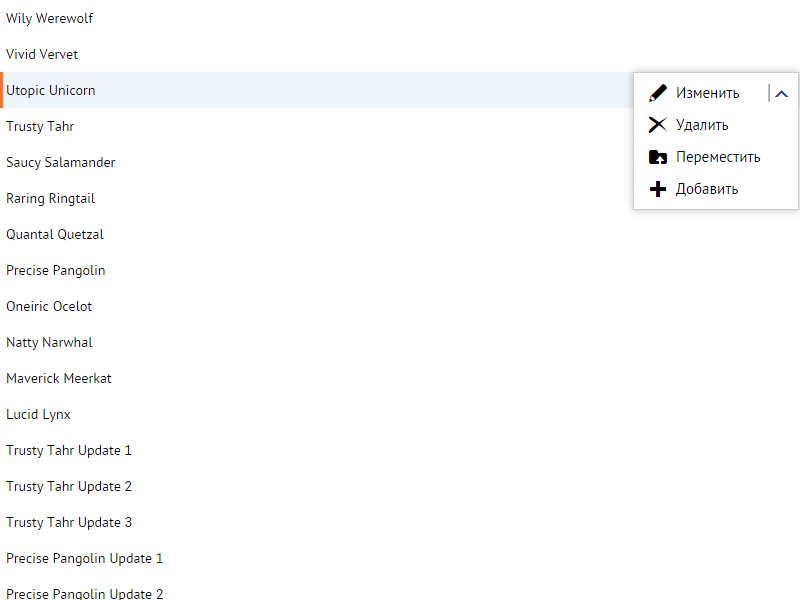 Wily Werewolf
Vivid Vervet
Utopic Unicorn
Изменить
Trusty Tahr
Удалить
Saucy Salamander
Переместить
Raring Ringtail
Добавить
Quantal Quetzal
Precise Pangolin
Oneiric Ocelot
Natty Narwhal
Maverick Meerkat
Lucid Lynx
Trusty Tahr Update 1
Trusty Tahr Update 2
Trusty Tahr Update 3
Precise Pangolin Update 1
Precise Pangolin Update 2